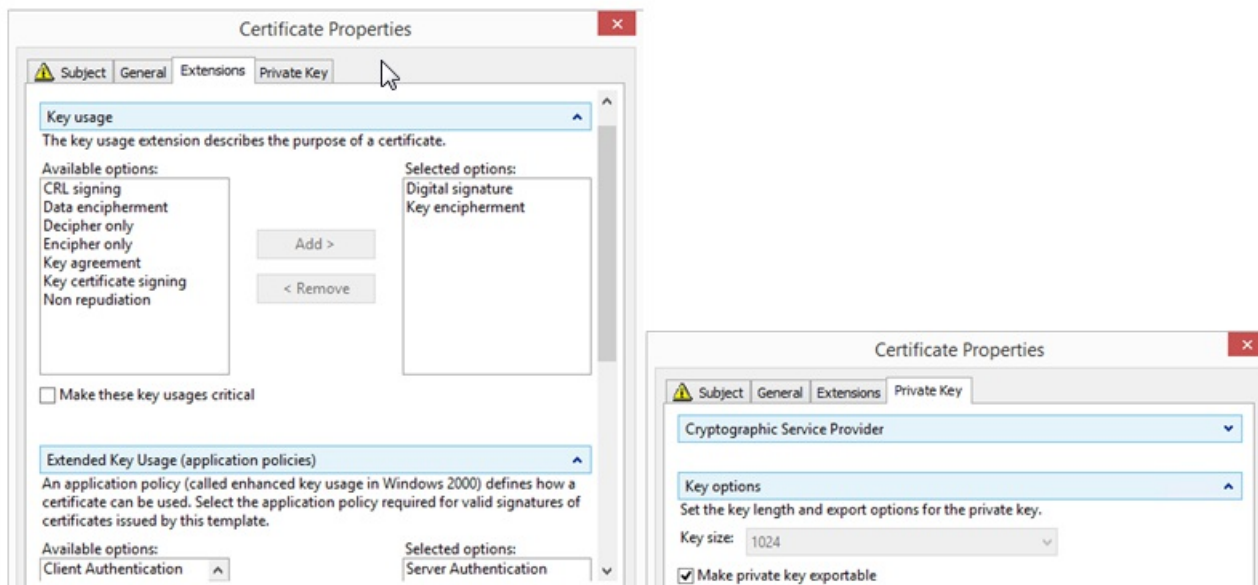 Certificate Properties
Subject General Extensions Private Key
Key usage
The key usage extension describes the purpose of a certificate.
Available options:
CRL signing
Data encipherment
Decipher only
Encipher only
Key agreement
Key certificate signing
Non repudiation
Add >
< Remove
Selected options:
Digital signature
Key encipherment
Make these key usages critical
Extended Key Usage (application policies)
An application policy (called enhanced key usage in Windows 2000) defines how a
certificate can be used. Select the application policy required for valid signatures of
certificates issued by this template.
Available options:
Client Authentication
Selected options:
Server Authentication
Certificate Properties
Subject General Extensions Private Key
Cryptographic Service Provider
Key options
Set the key length and export options for the private key.
Key size: 1024
Make private key exportable